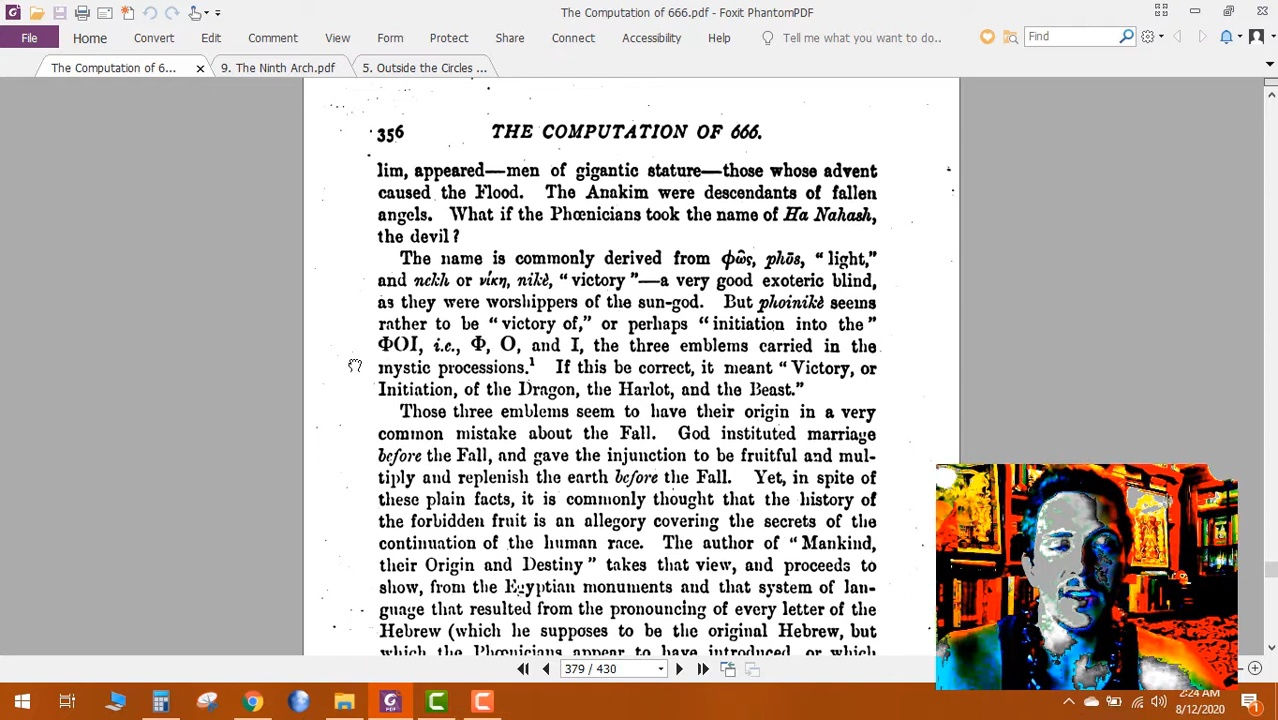 The Computation of 666.pdf - Foxit PhantomPDF
File Home Convert Edit Comment View Form Protect Share Connect Accessibility Help Tell me what you want to do.. Find
The Computation of 6... 9. The Ninth Arch.pdf 5. Outside the Circles ...
356 THE COMPUTATION OF 666.
lim, appeared—men of gigantic stature—those whose advent
caused the Flood. The Anakim were descendants of fallen
angels. What if the Phœnicians took the name of Ha Nahash,
the devil?
The name is commonly derived from φῶς, phōs, “light,”
and nekh or νίκη, nikè, “victory”—a very good exoteric blind,
as they were worshippers of the sun-god. But phoinikè seems
rather to be “victory of,” or perhaps “initiation into the”
ΦOI, i.e., Φ, O, and I, the three emblems carried in the
mystic processions.¹ If this be correct, it meant “Victory, or
Initiation, of the Dragon, the Harlot, and the Beast.”
Those three emblems seem to have their origin in a very
common mistake about the Fall. God instituted marriage
before the Fall, and gave the injunction to be fruitful and mul-
tiply and replenish the earth before the Fall. Yet, in spite of
these plain facts, it is commonly thought that the history of
the forbidden fruit is an allegory covering the secrets of the
continuation of the human race. The author of “Mankind,
their Origin and Destiny” takes that view, and proceeds to
show, from the Egyptian monuments and that system of lan-
guage that resulted from the pronouncing of every letter of the
Hebrew (which he supposes to be the original Hebrew, but
which the Phœnicians appear to have introduced, or which
379 / 430
2:24 AM
8/12/2020